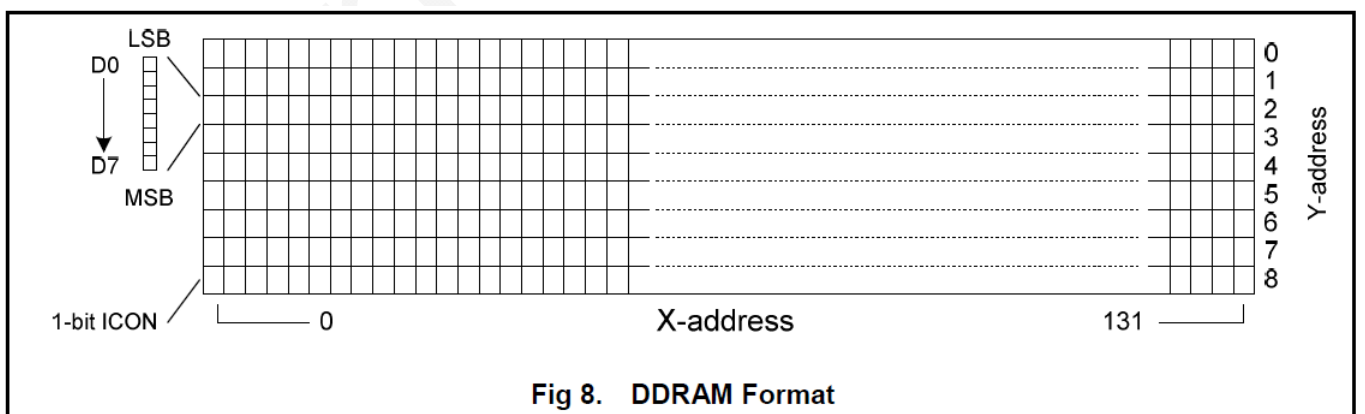 LSB
D0
D7
MSB
1-bit ICON
0
1
2
3
4
5
6
7
8
Y-address
0
X-address
131
Fig 8. DDRAM Format